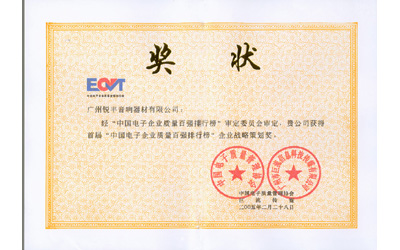 奖状
广州锐丰音响器材有限公司:
经“中国电子企业质量百强排行榜”审定委员会审定,贵公司获得
首届“中国电子企业质量百强排行榜”企业战略策划奖。
中国电子质量管理协会
二00五年二月二十八日